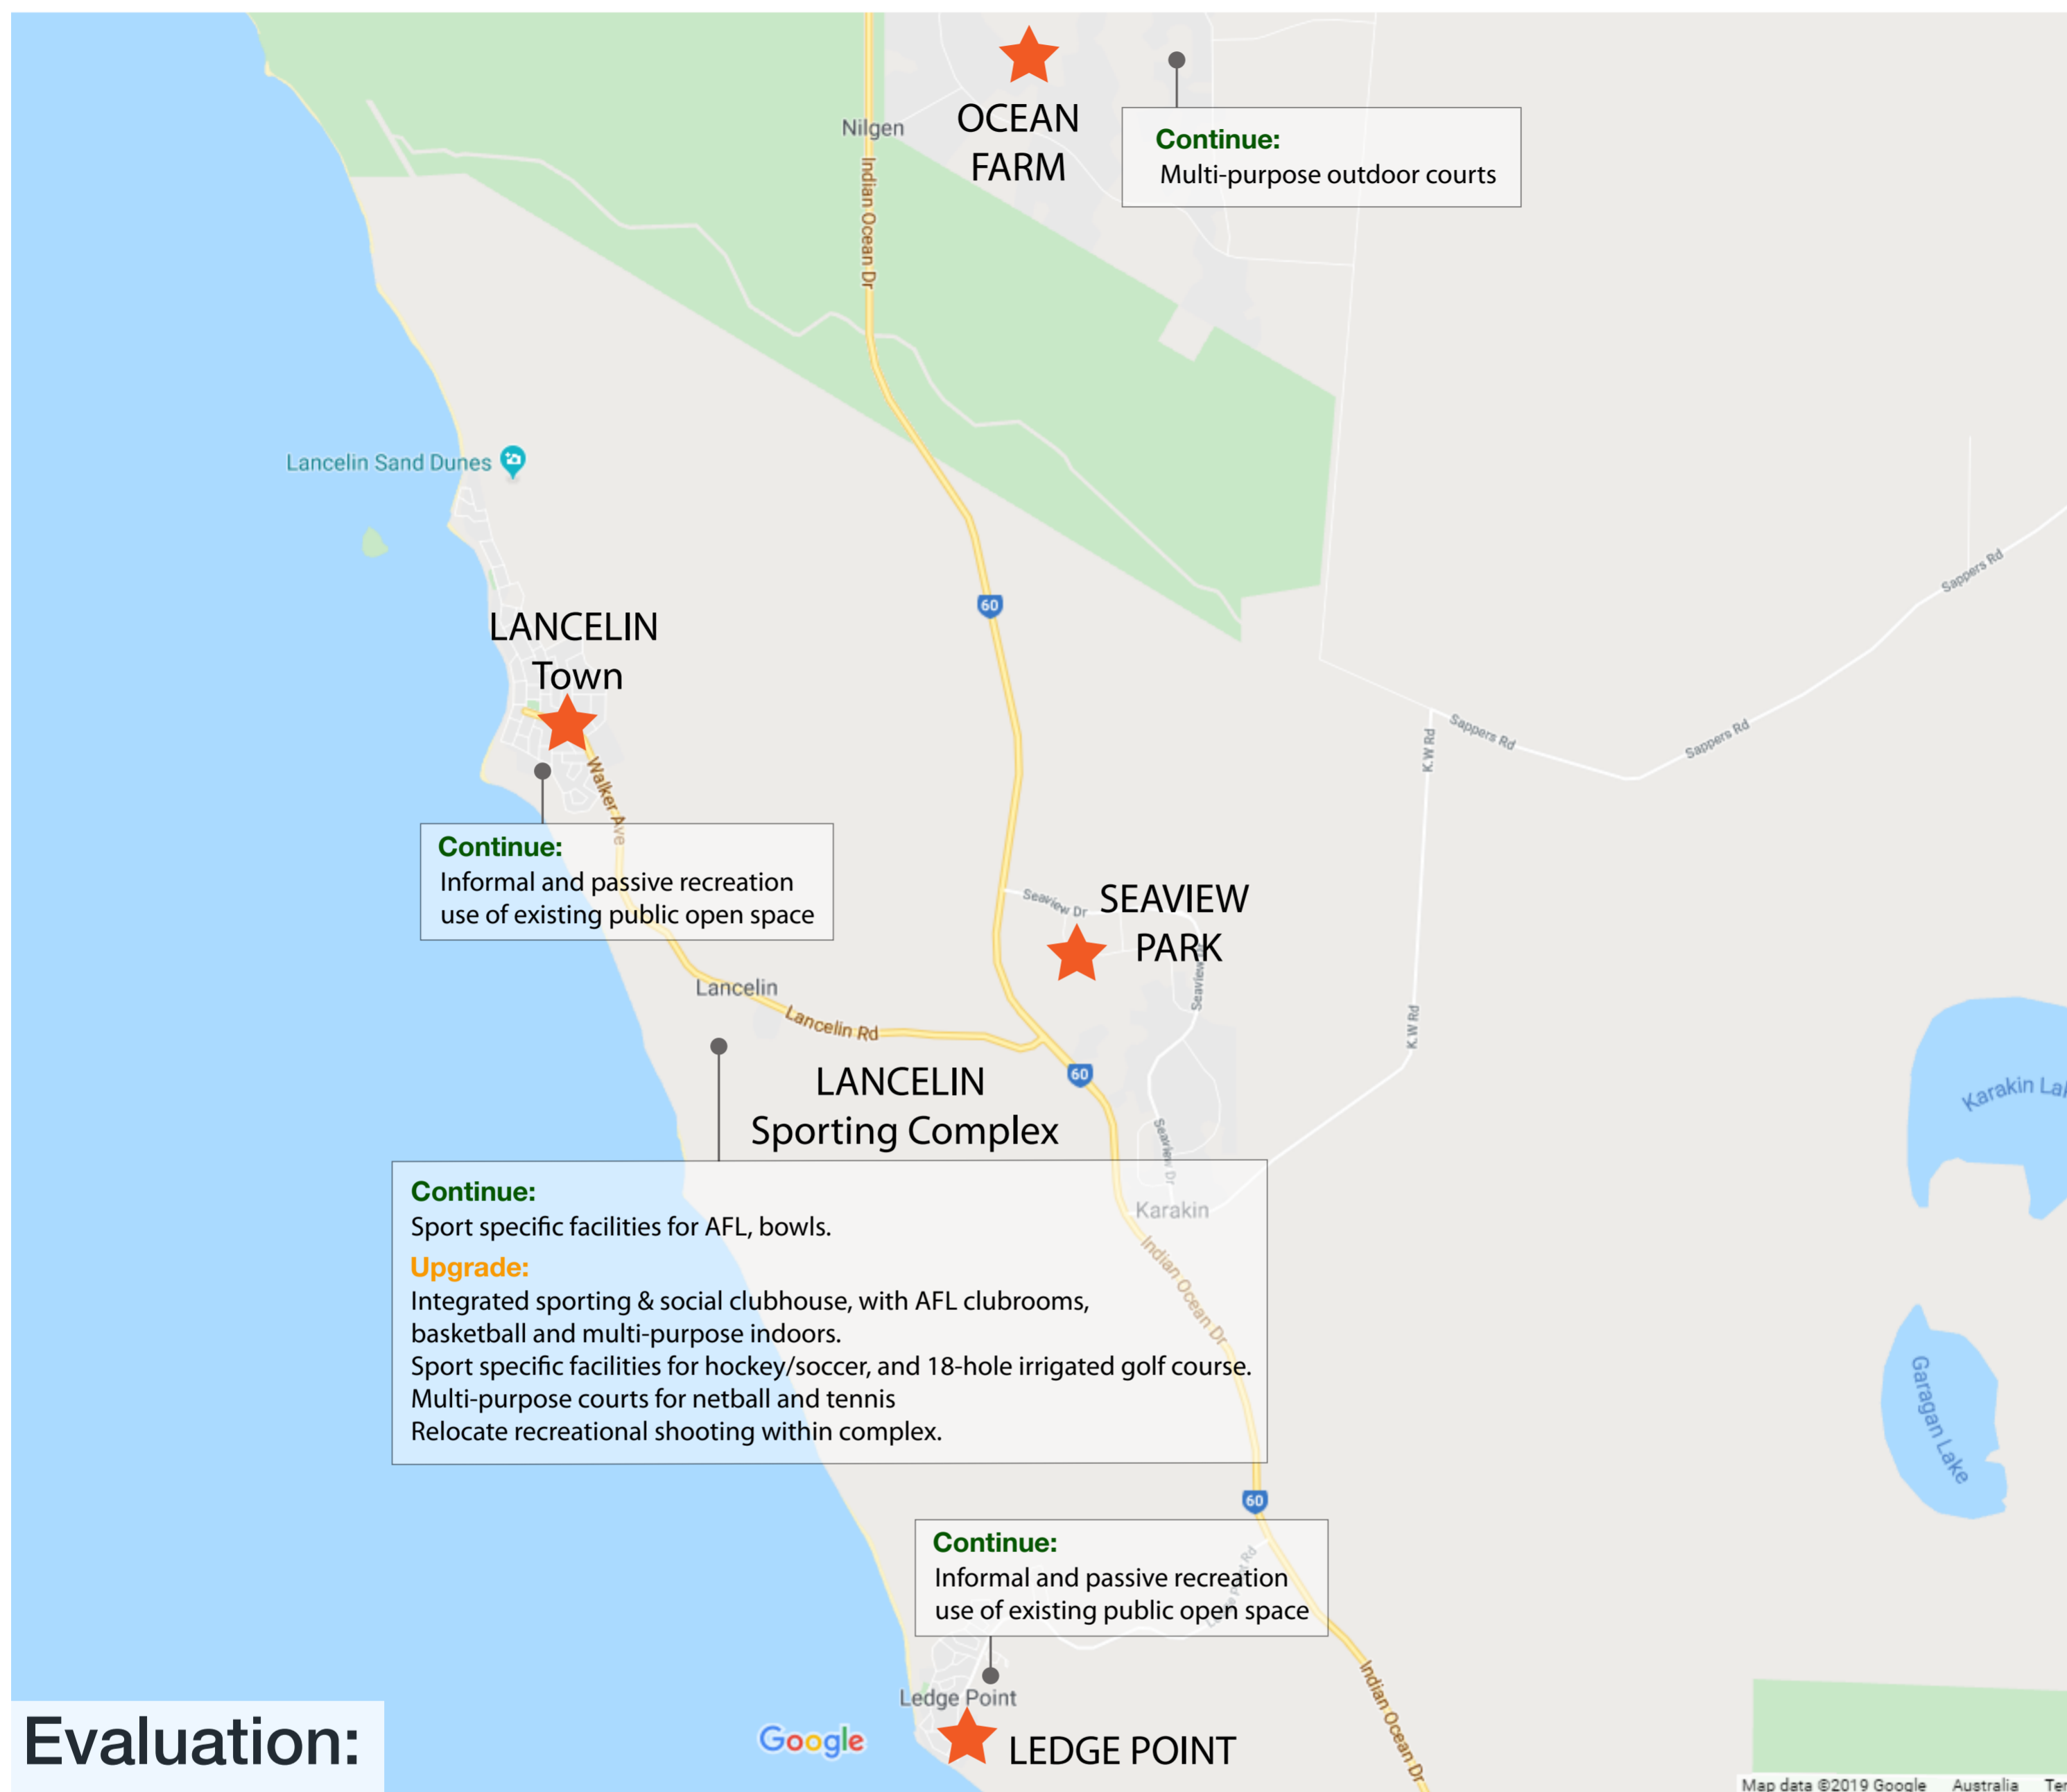 OCEAN
FARM
Nilgen
Continue:
Multi-purpose outdoor courts
Indian Ocean Dr
Lancelin Sand Dunes
60
Sappers Rd
LANCELIN
Town
Sappers Rd
Sappers Rd
K.W Rd
Walker Ave
Continue:
Informal and passive recreation
use of existing public open space
Seaview Dr
SEAVIEW
PARK
Seaview
Lancelin
Lancelin Rd
K.W Rd
60
LANCELIN
Sporting Complex
Karakin
Seaview Dr
Karakin
Continue:
Sport specific facilities for AFL, bowls.
Upgrade:
Integrated sporting & social clubhouse, with AFL clubrooms,
basketball and multi-purpose indoors.
Sport specific facilities for hockey/soccer, and 18-hole irrigated golf course.
Multi-purpose courts for netball and tennis
Relocate recreational shooting within complex.
Indian Ocean Dr
Garagan Lake
60
Continue:
Informal and passive recreation
use of existing public open space
Rd
Ledge Point
LEDGE POINT
Indian Ocean Dr
Google
Evaluation:
Map data ©2019 Google Australia